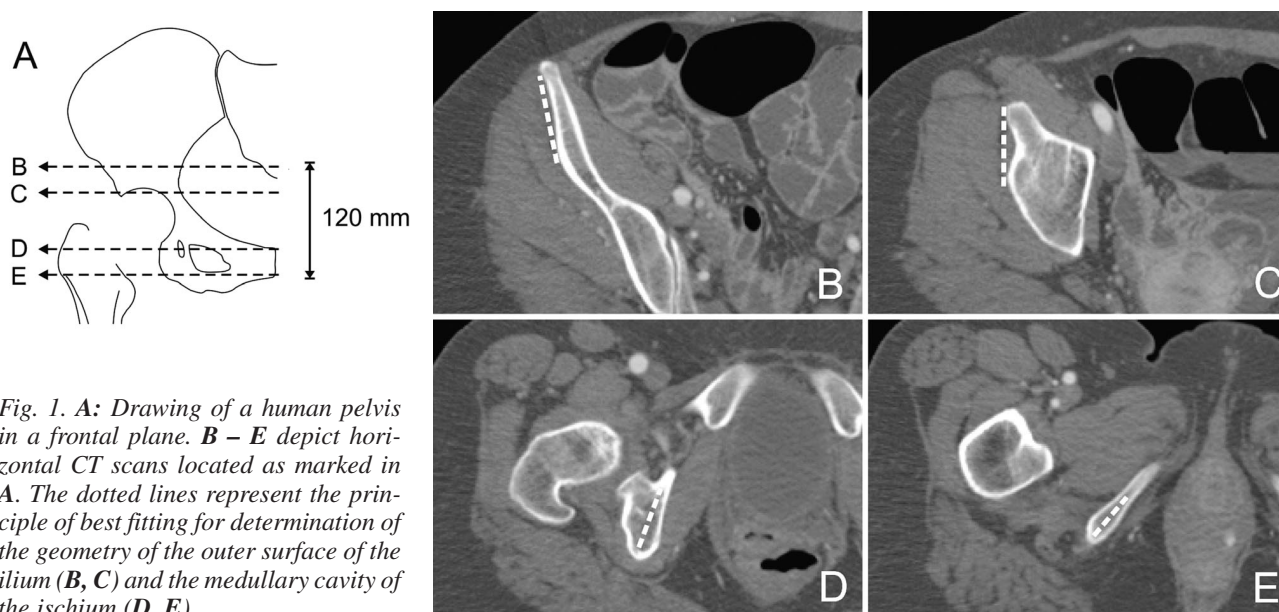 A
B
C
D
E
120 mm
B
C
D
E
Fig. 1. A: Drawing of a human pelvis
in a frontal plane. B – E depict hori-
zontal CT scans located as marked in
A. The dotted lines represent the prin-
ciple of best fitting for determination of
the geometry of the outer surface of the
ilium (B, C) and the medullary cavity of
the ischium (D, E)